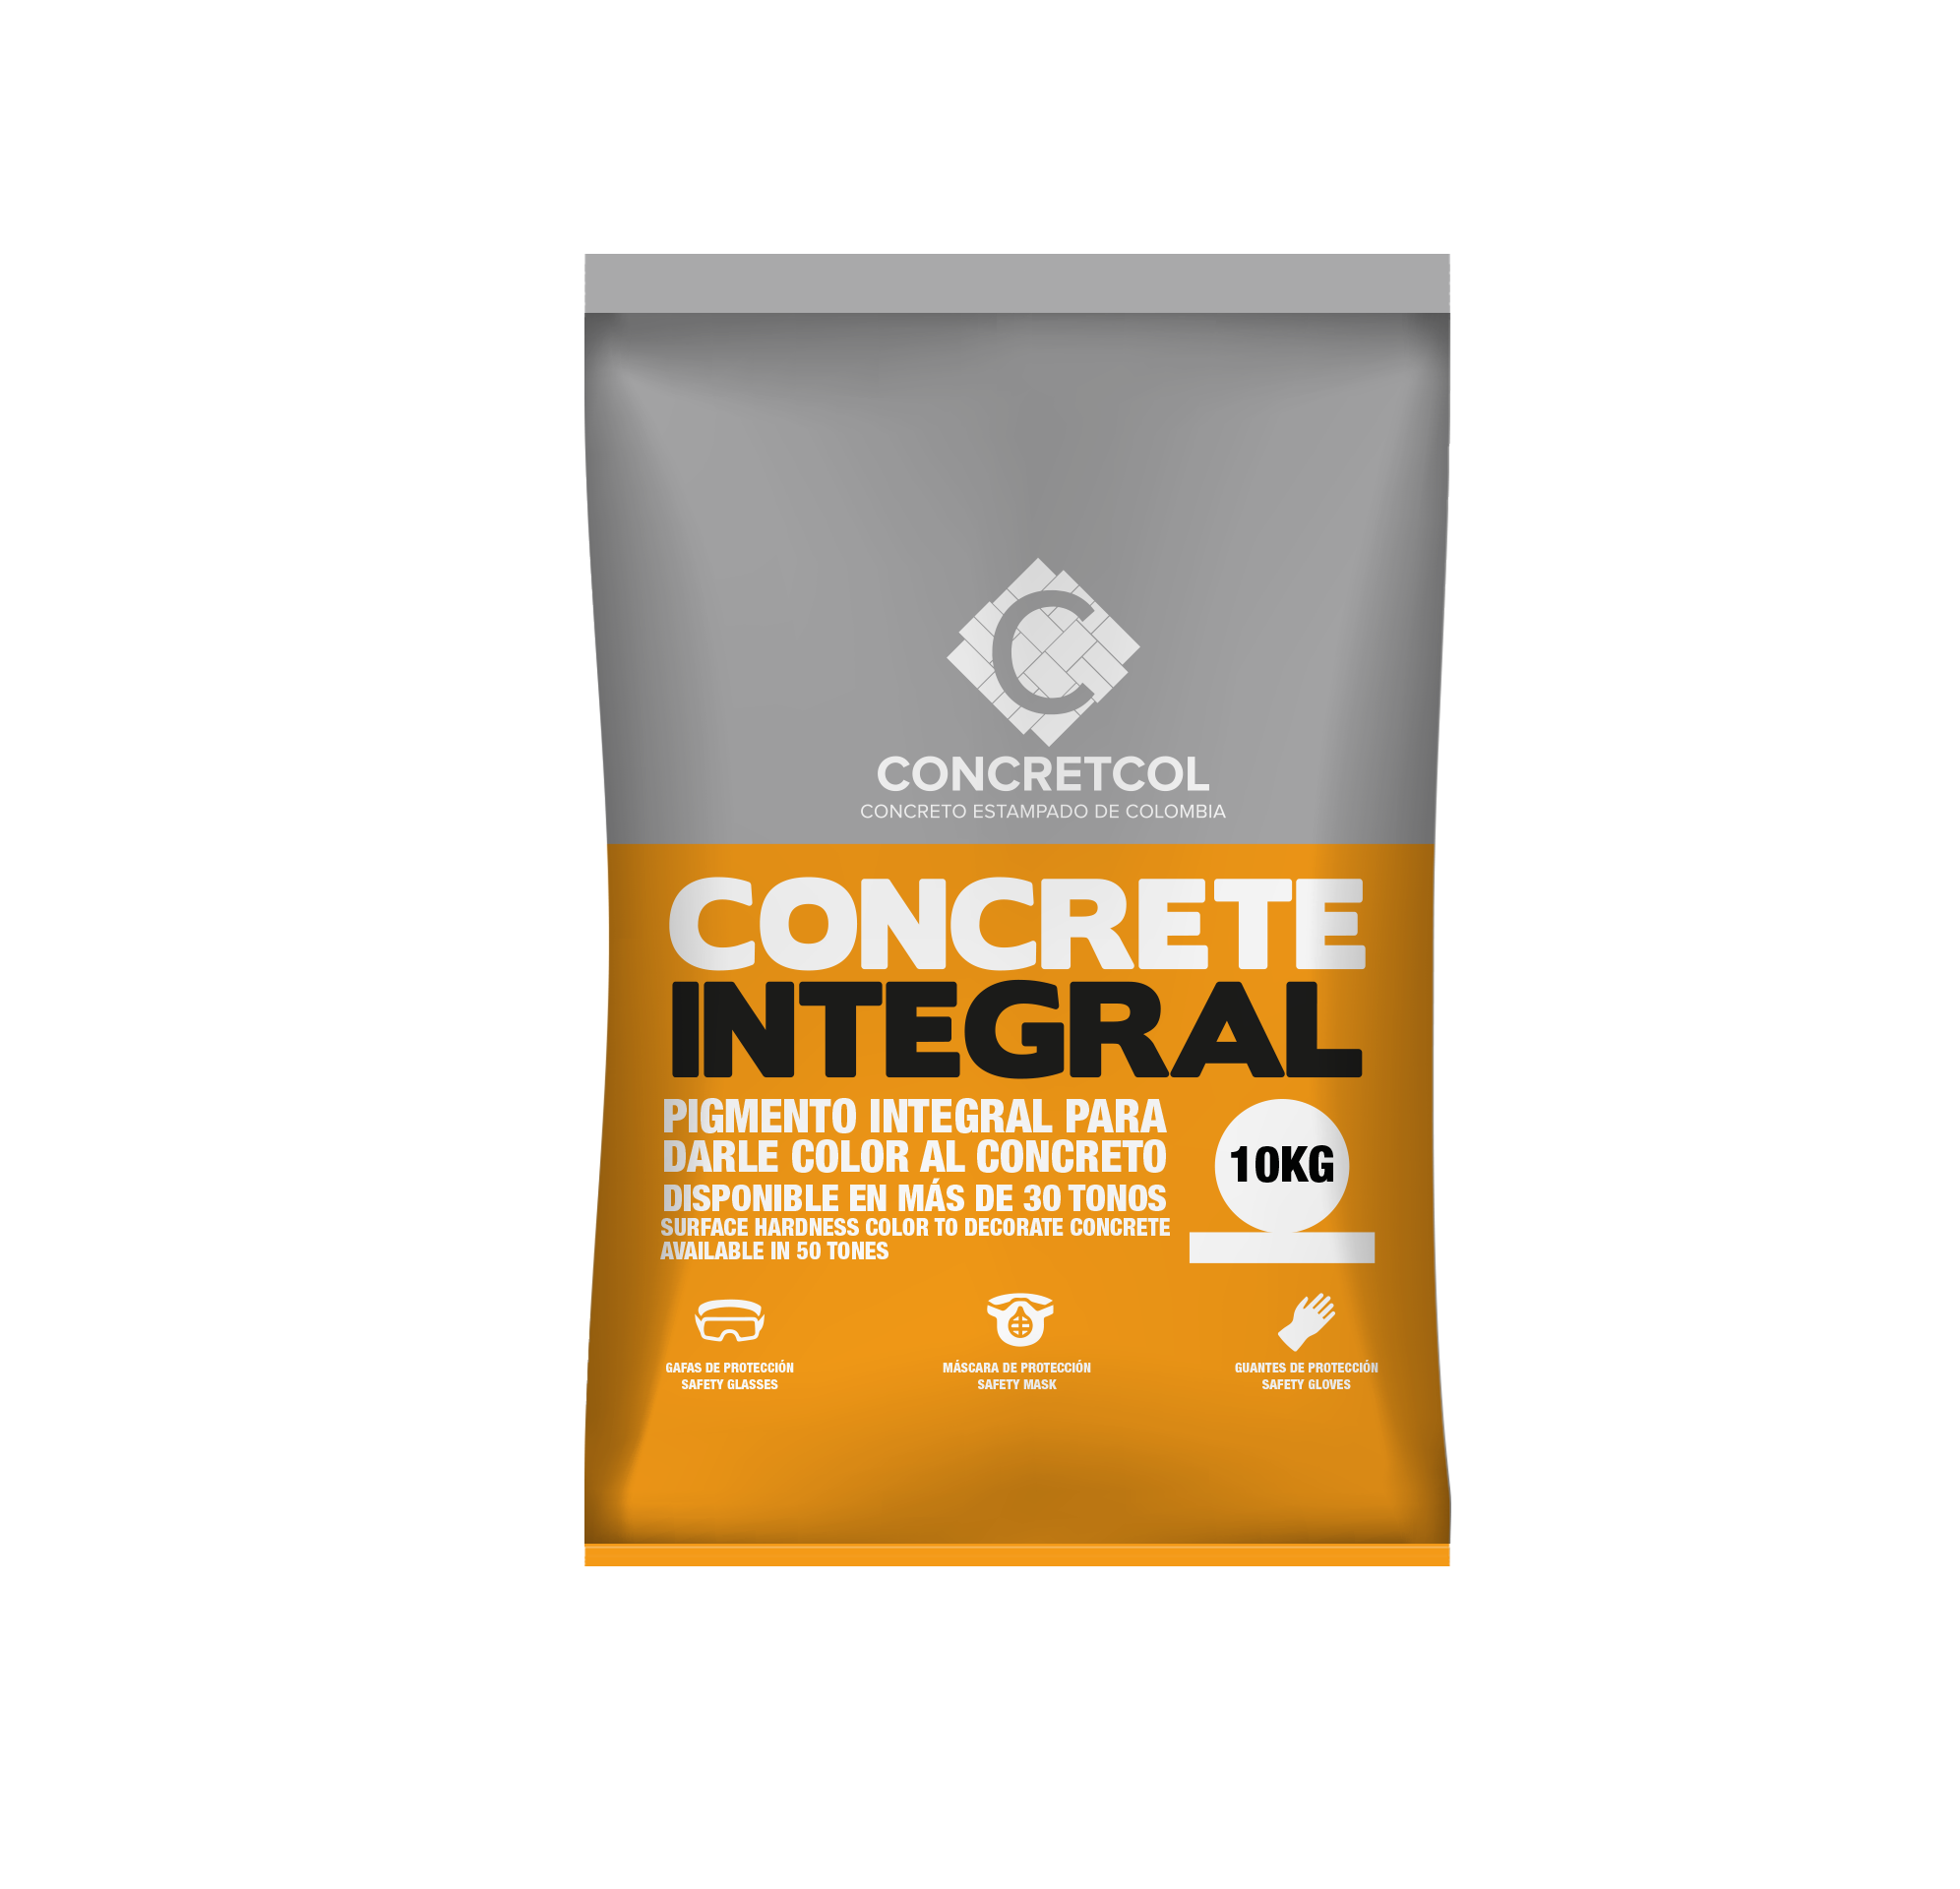 CONCRETCOL
CONCRETO ESTAMPADO DE COLOMBIA
CONCRETE
INTEGRAL
PIGMENTO INTEGRAL PARA
DARLE COLOR AL CONCRETO
DISPONIBLE EN MÁS DE 30 TONOS
SURFACE HARDNESS COLOR TO DECORATE CONCRETE
AVAILABLE IN 50 TONES
10KG
GAFAS DE PROTECCIÓN
SAFETY GLASSES
MÁSCARA DE PROTECCIÓN
SAFETY MASK
GUANTES DE PROTECCIÓN
SAFETY GLOVES